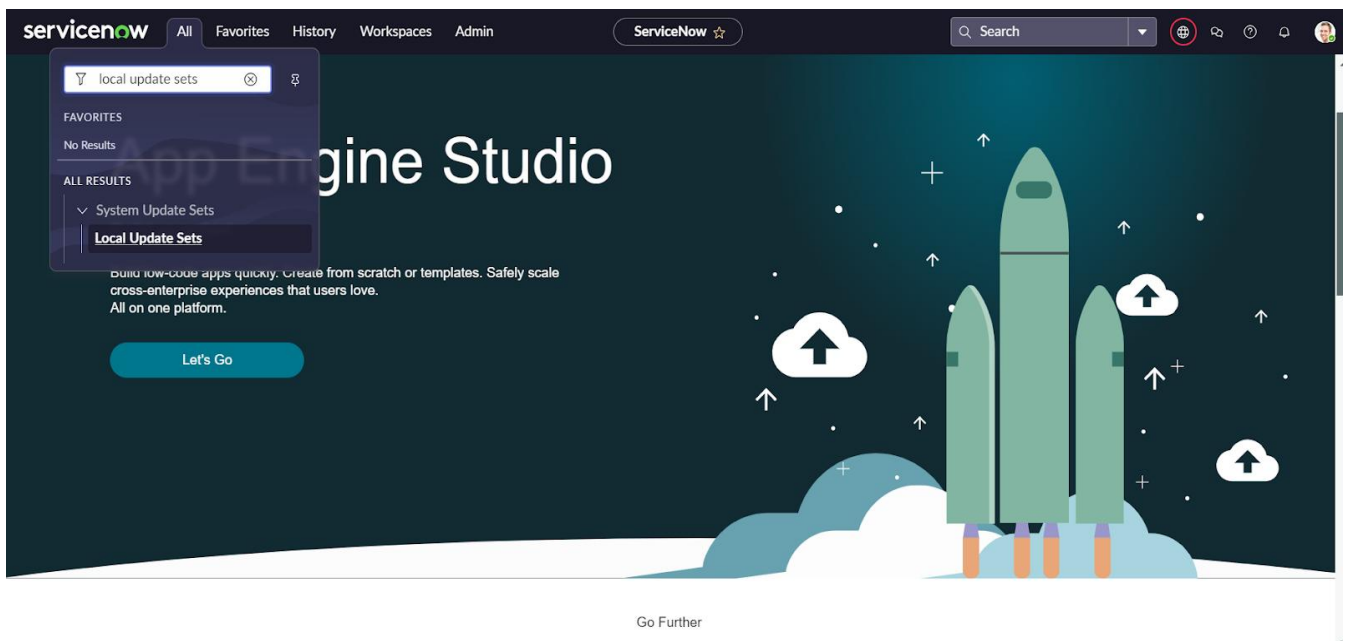 servicenow All Favorites History Workspaces Admin ServiceNow Search
local update sets
FAVORITES
No Results
App Engine Studio
ALL RESULTS
System Update Sets
Local Update Sets
Build low-code apps quickly. Create from scratch or templates. Safely scale
cross-enterprise experiences that users love.
All on one platform.
Let's Go
Go Further